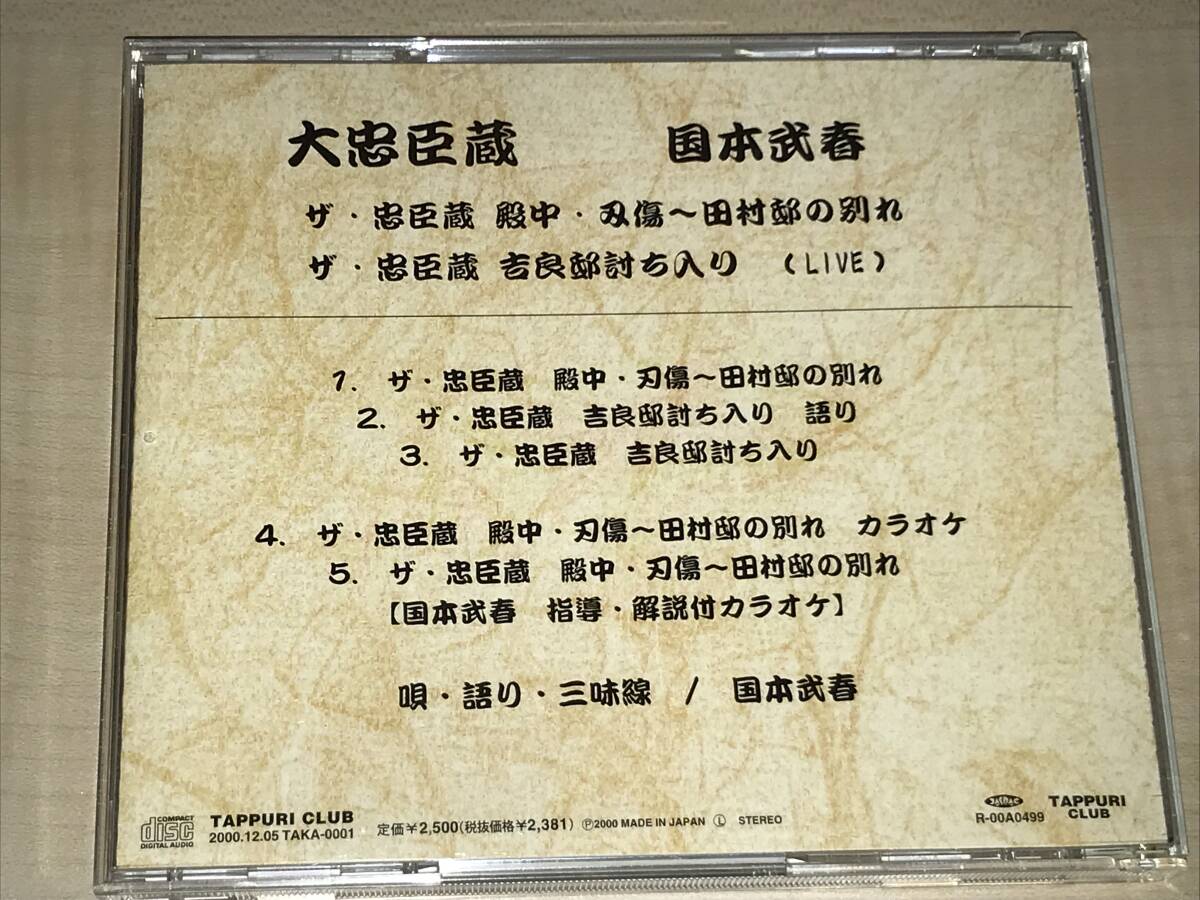 大忠臣蔵　国本武春
ザ・忠臣蔵 殿中・刃傷～田村邸の別れ
ザ・忠臣蔵 吉良邸討ち入り （LIVE）
1. ザ・忠臣蔵　殿中・刃傷～田村邸の別れ
2. ザ・忠臣蔵　吉良邸討ち入り　語り
3. ザ・忠臣蔵　吉良邸討ち入り
4. ザ・忠臣蔵　殿中・刃傷～田村邸の別れ　カラオケ
5. ザ・忠臣蔵　殿中・刃傷～田村邸の別れ
【国本武春　指導・解説付カラオケ】
唄・語り・三味線 / 国本武春
COMPACT
disc
DIGITAL AUDIO
TAPPURI CLUB
2000.12.05 TAKA-0001
定価￥2,500(税抜価格￥2,381) Ⓟ2000 MADE IN JAPAN Ⓛ STEREO
JASRAC
R-00A0499
TAPPURI
CLUB